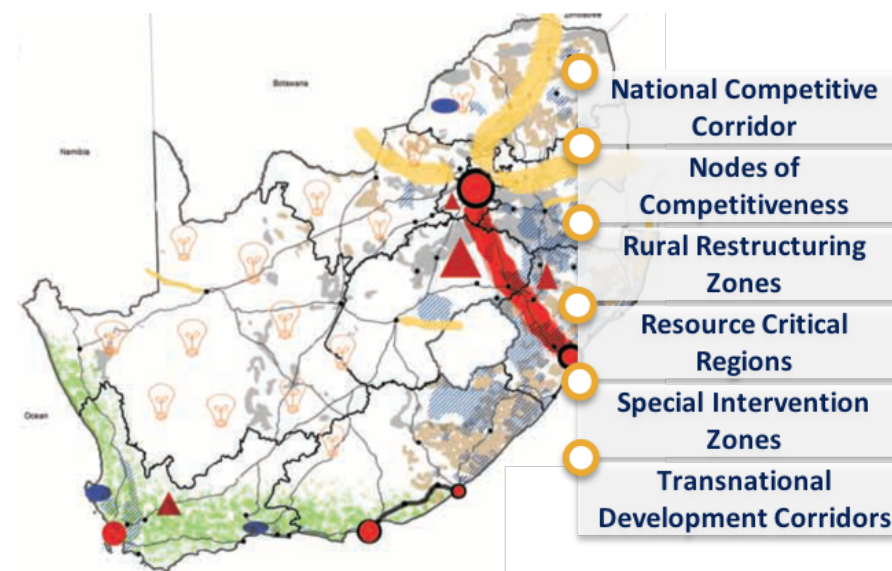 Zimbabwe
Botswana
Namibia
Ocean
National Competitive
Corridor
Nodes of
Competitiveness
Rural Restructuring
Zones
Resource Critical
Regions
Special Intervention
Zones
Transnational
Development Corridors